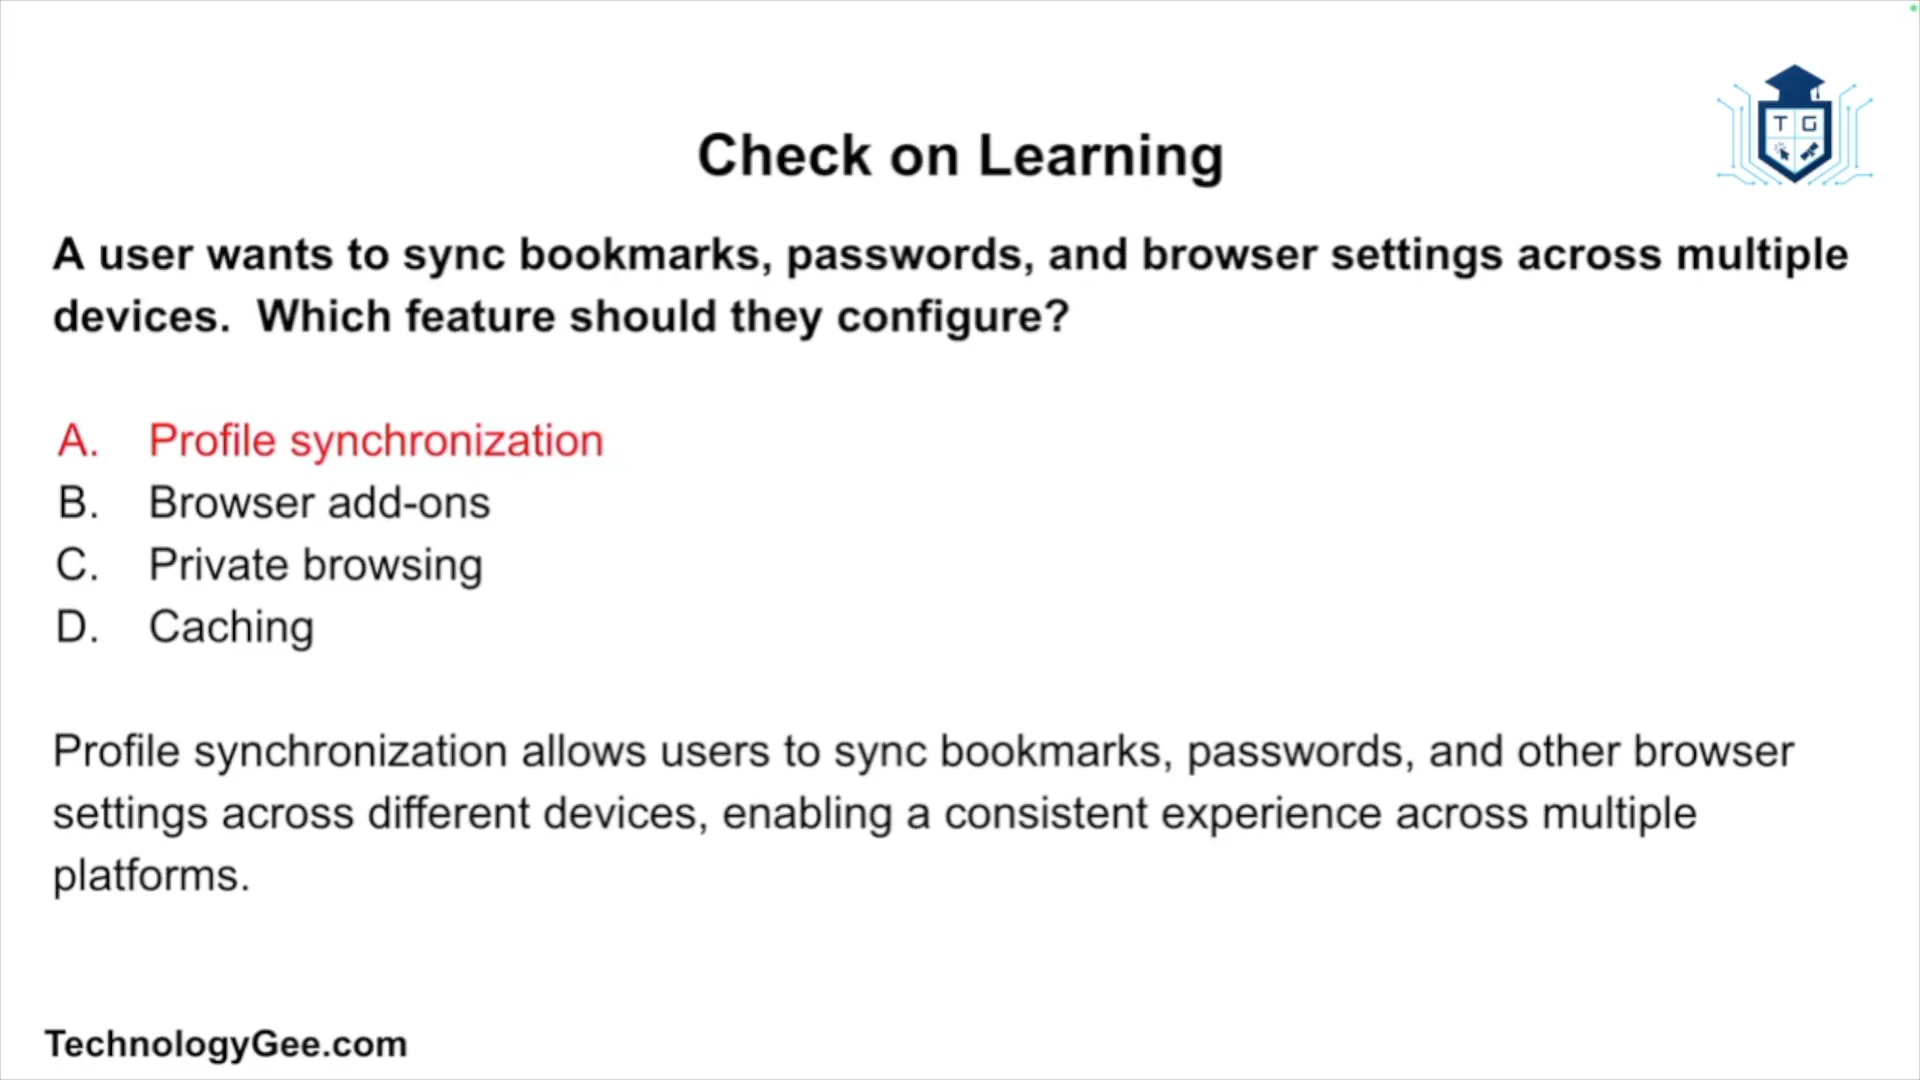 T G
Check on Learning
A user wants to sync bookmarks, passwords, and browser settings across multiple
devices.  Which feature should they configure?
A. Profile synchronization
B. Browser add-ons
C. Private browsing
D. Caching
Profile synchronization allows users to sync bookmarks, passwords, and other browser
settings across different devices, enabling a consistent experience across multiple
platforms.
TechnologyGee.com